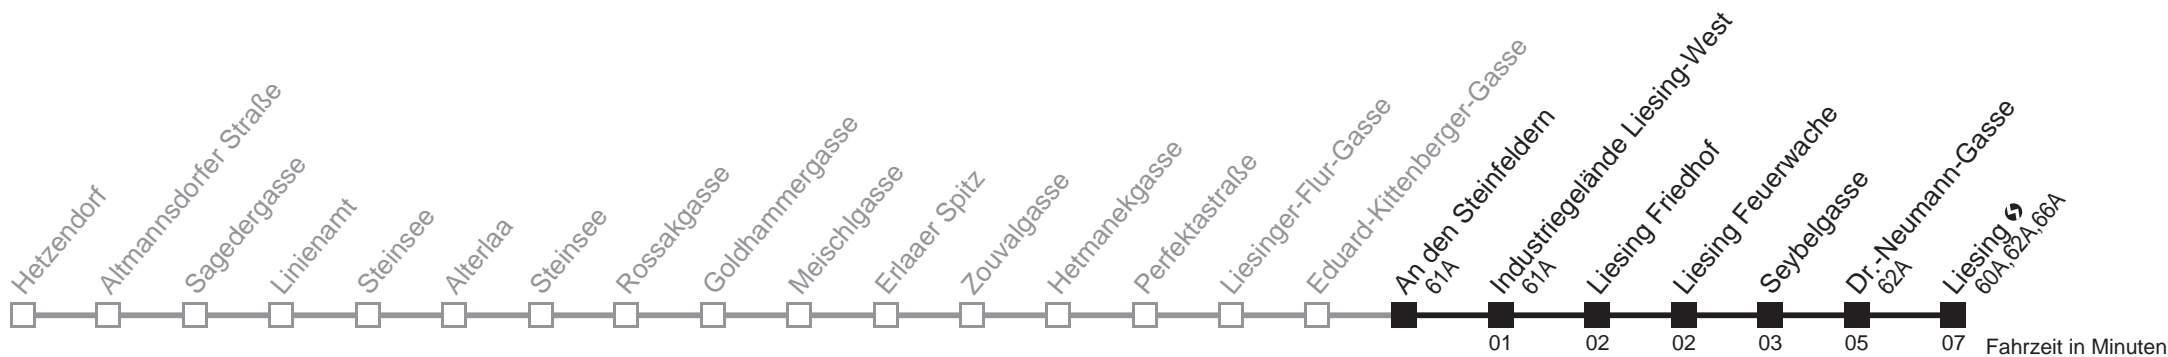 Hetzendorf
Altmannsdorfer Straße
Sagedergasse
Linienamt
Steinsee
Alterlaa
Steinsee
Rossakgasse
Goldhammergasse
Meischlgasse
Erlaaer Spitz
Zouvalgasse
Hetmanekgasse
Perfektastraße
Liesinger-Flur-Gasse
Eduard-Kittenberger-Gasse
An den Steinfeldern
61A
Industriegelände Liesing-West
61A
Liesing Friedhof
Liesing Feuerwache
Seybelgasse
Dr.-Neumann-Gasse
62A
Liesing
60A,62A,66A
01 02 02 03 05 07 Fahrzeit in Minuten